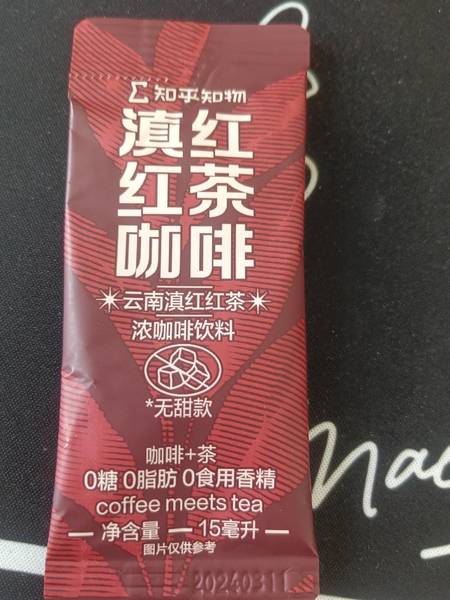 知乎知物
滇红
红茶
咖啡
云南滇红红茶
浓咖啡饮料
*无甜款
咖啡+茶
0糖 0脂肪 0食用香精
coffee meets tea
净含量 — 15毫升
图片仅供参考
20240311